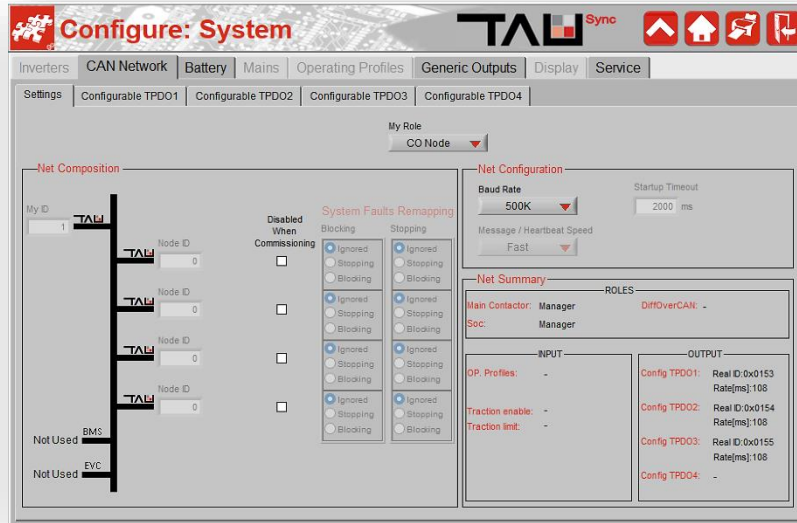 Configure: System
TAU Sync
Inverters CAN Network Battery Mains Operating Profiles Generic Outputs Display Service
Settings Configurable TPDO1 Configurable TPDO2 Configurable TPDO3 Configurable TPDO4
My Role
CO Node
Net Composition
My ID
1
TAU
Disabled
When
Commissioning
System Faults Remapping
Blocking Stopping
Node ID
TAU 0
Ignored Ignored
Stopping Stopping
Blocking Blocking
Node ID
TAU 0
Ignored Ignored
Stopping Stopping
Blocking Blocking
Node ID
TAU 0
Ignored Ignored
Stopping Stopping
Blocking Blocking
Node ID
TAU 0
Ignored Ignored
Stopping Stopping
Blocking Blocking
Not Used BMS
Not Used EVC
Net Configuration
Baud Rate Startup Timeout
500K 2000 ms
Message / Heartbeat Speed
Fast
Net Summary
ROLES
Main Contactor: Manager DiffOverCAN: -
Soc: Manager
INPUT
OP. Profiles: -
Traction enable: -
Traction limit: -
OUTPUT
Config TPDO1: Real ID:0x0153
Rate[ms]:108
Config TPDO2: Real ID:0x0154
Rate[ms]:108
Config TPDO3: Real ID:0x0155
Rate[ms]:108
Config TPDO4: -